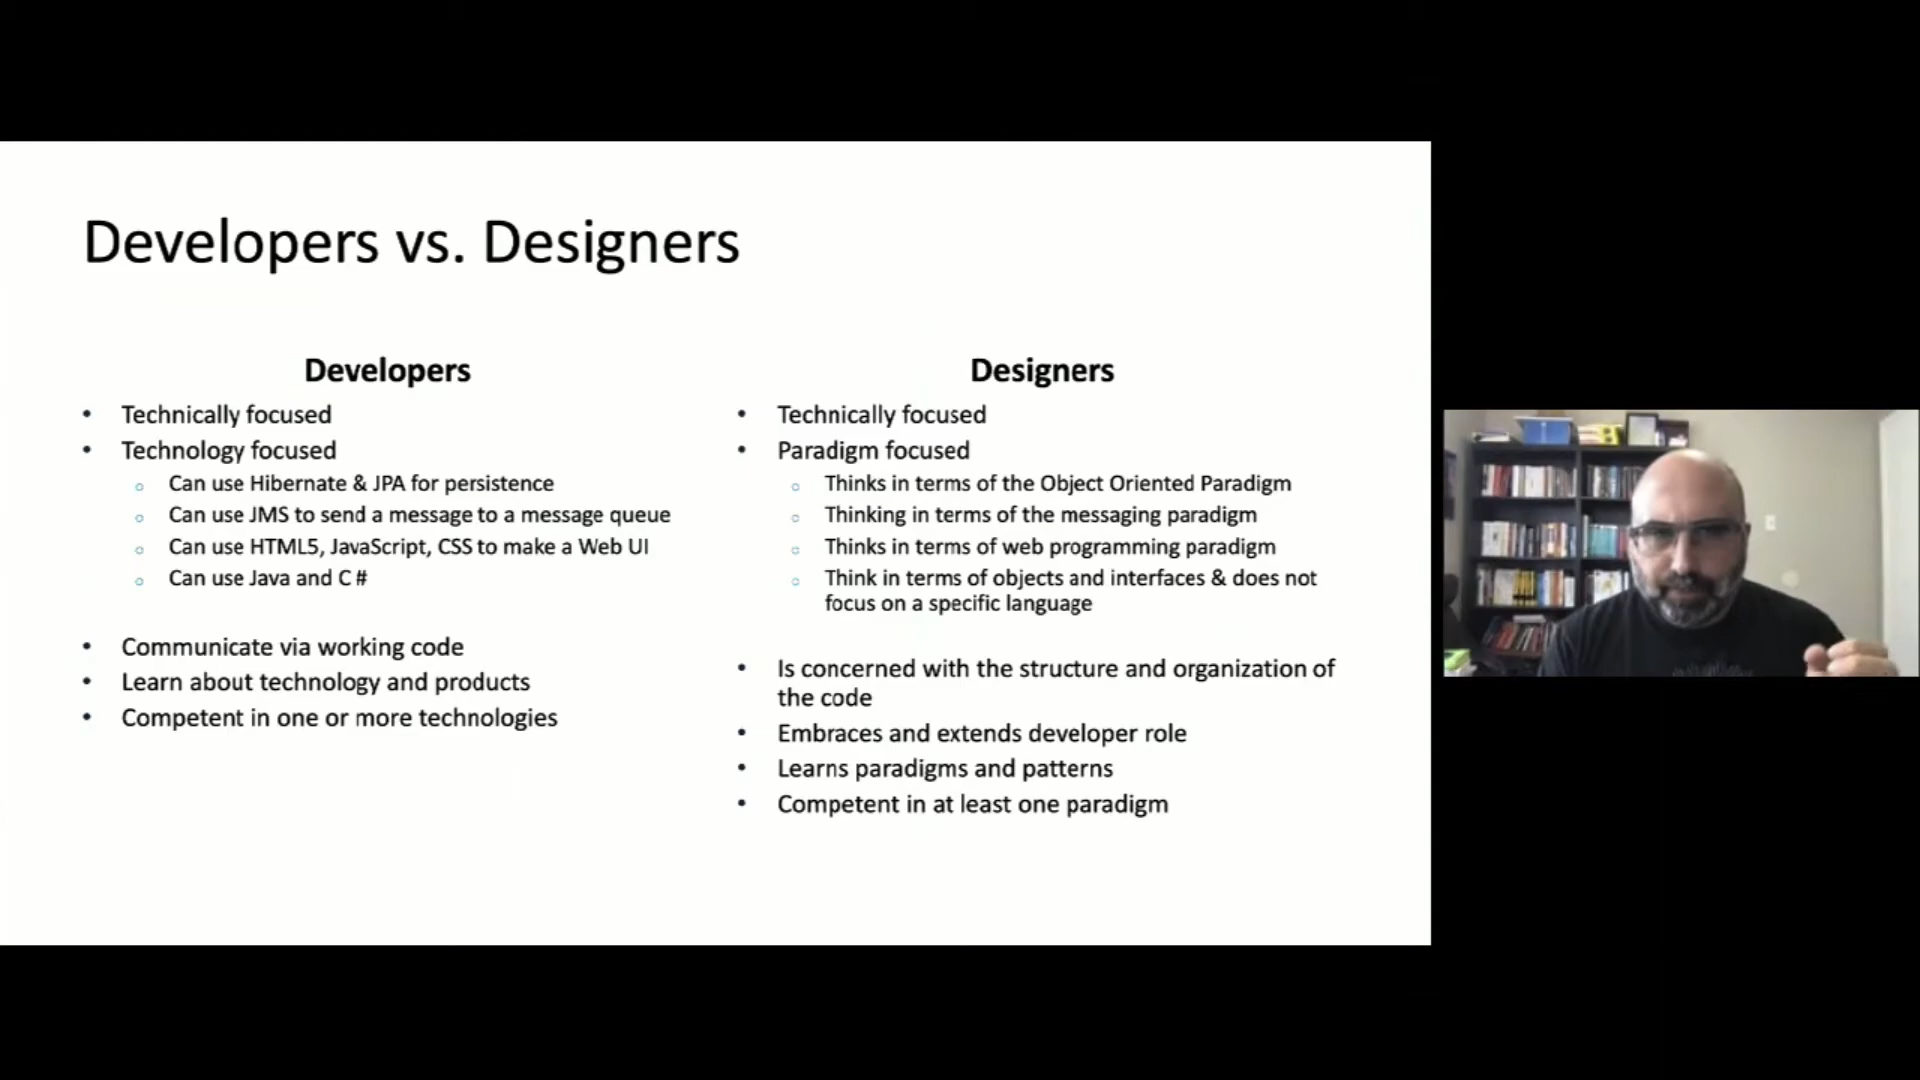 Developers vs. Designers
Developers
• Technically focused
• Technology focused
○ Can use Hibernate & JPA for persistence
○ Can use JMS to send a message to a message queue
○ Can use HTML5, JavaScript, CSS to make a Web UI
○ Can use Java and C #
• Communicate via working code
• Learn about technology and products
• Competent in one or more technologies
Designers
• Technically focused
• Paradigm focused
○ Thinks in terms of the Object Oriented Paradigm
○ Thinking in terms of the messaging paradigm
○ Thinks in terms of web programming paradigm
○ Think in terms of objects and interfaces & does not
focus on a specific language
• Is concerned with the structure and organization of
the code
• Embraces and extends developer role
• Learns paradigms and patterns
• Competent in at least one paradigm